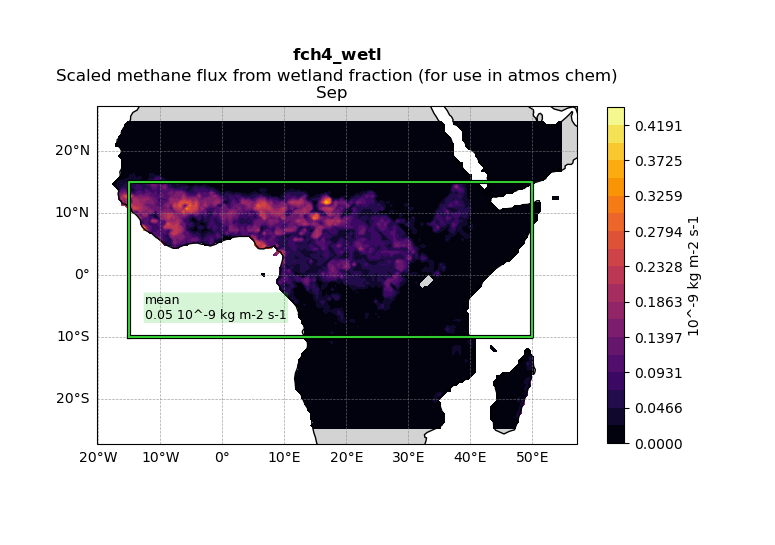 fch4_wetl
Scaled methane flux from wetland fraction (for use in atmos chem)
Sep
20°N
10°N
0°
10°S
20°S
mean
0.05 10^-9 kg m-2 s-1
20°W 10°W 0° 10°E 20°E 30°E 40°E 50°E
0.4191
0.3725
0.3259
0.2794
0.2328
0.1863
0.1397
0.0931
0.0466
0.0000
10^-9 kg m-2 s-1